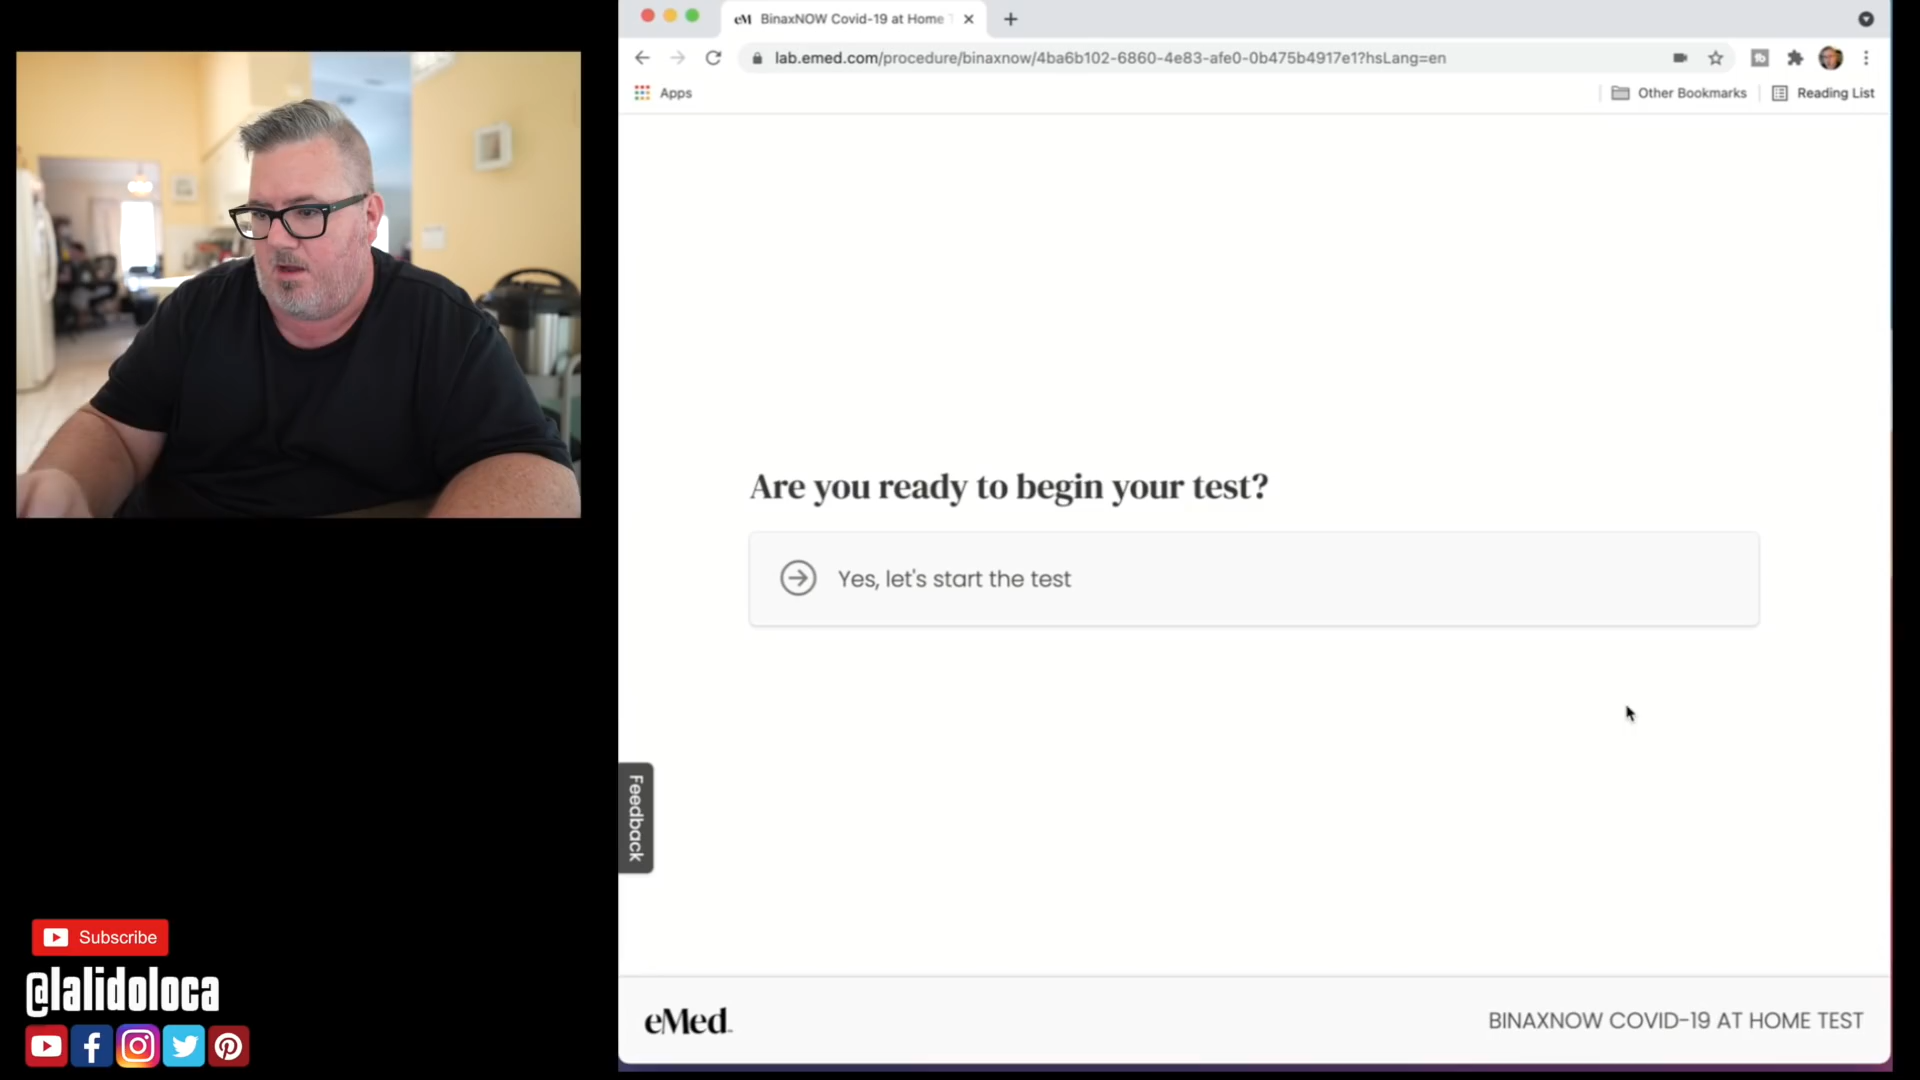 eM BinaxNOW Covid-19 at Home
lab.emed.com/procedure/binaxnow/4ba6b102-6860-4e83-afe0-0b475b4917e1?hsLang=en
Apps
Other Bookmarks
Reading List
Are you ready to begin your test?
Yes, let's start the test
Feedback
eMed
BINAXNOW COVID-19 AT HOME TEST
Subscribe
@lalidoloca